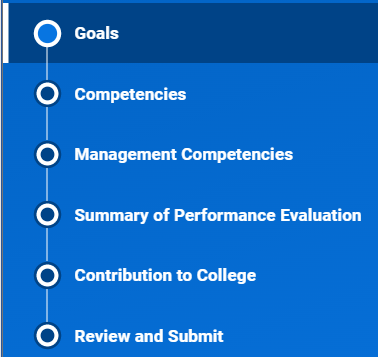 Goals
Competencies
Management Competencies
Summary of Performance Evaluation
Contribution to College
Review and Submit